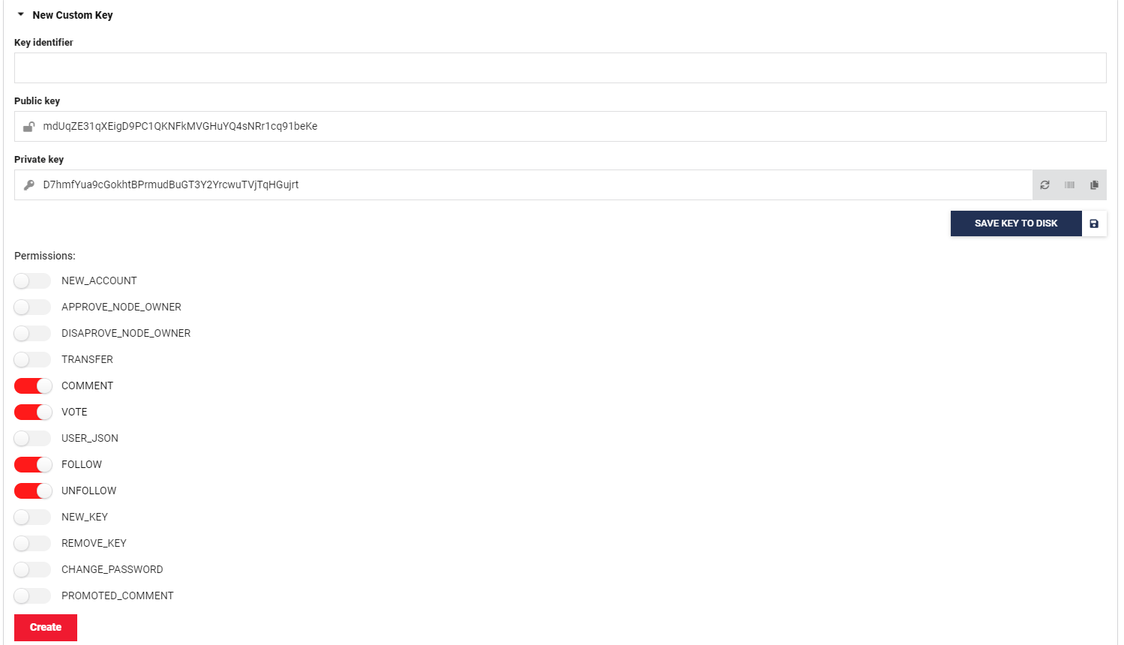 New Custom Key
Key identifier
Public key
mdUqZE31qXEigD9PC1QKNFkMVGHuYQ4sNRr1cq91beKe
Private key
D7hmfYua9cGokhtBPrmudBuGT3Y2YrcwuTVjTqHGujrt
SAVE KEY TO DISK
Permissions:
NEW_ACCOUNT
APPROVE_NODE_OWNER
DISAPROVE_NODE_OWNER
TRANSFER
COMMENT
VOTE
USER_JSON
FOLLOW
UNFOLLOW
NEW_KEY
REMOVE_KEY
CHANGE_PASSWORD
PROMOTED_COMMENT
Create